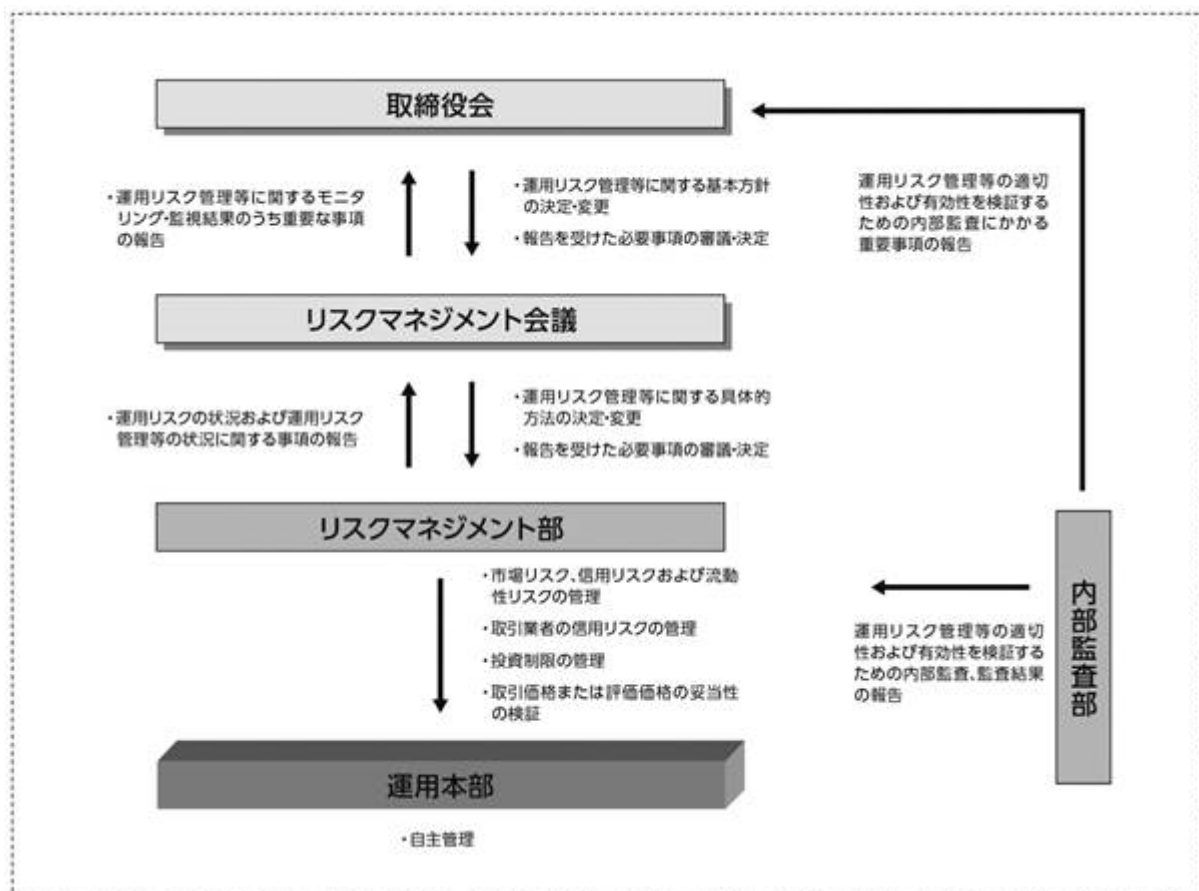 取締役会
・運用リスク管理等に関するモニタ
リング・監視結果のうち重要な事項
の報告
・運用リスク管理等に関する基本方針
の決定・変更
・報告を受けた必要事項の審議・決定
運用リスク管理等の適切
性および有効性を検証する
ための内部監査にかかる
重要事項の報告
リスクマネジメント会議
・運用リスクの状況および運用リスク
管理等の状況に関する事項の報告
・運用リスク管理等に関する具体的
方法の決定・変更
・報告を受けた必要事項の審議・決定
リスクマネジメント部
・市場リスク、信用リスクおよび流動
性リスクの管理
・取引業者の信用リスクの管理
・投資制限の管理
・取引価格または評価価格の妥当性
の検証
運用リスク管理等の適切
性および有効性を検証する
ための内部監査、監査結果
の報告
内部監査部
運用本部
・自主管理